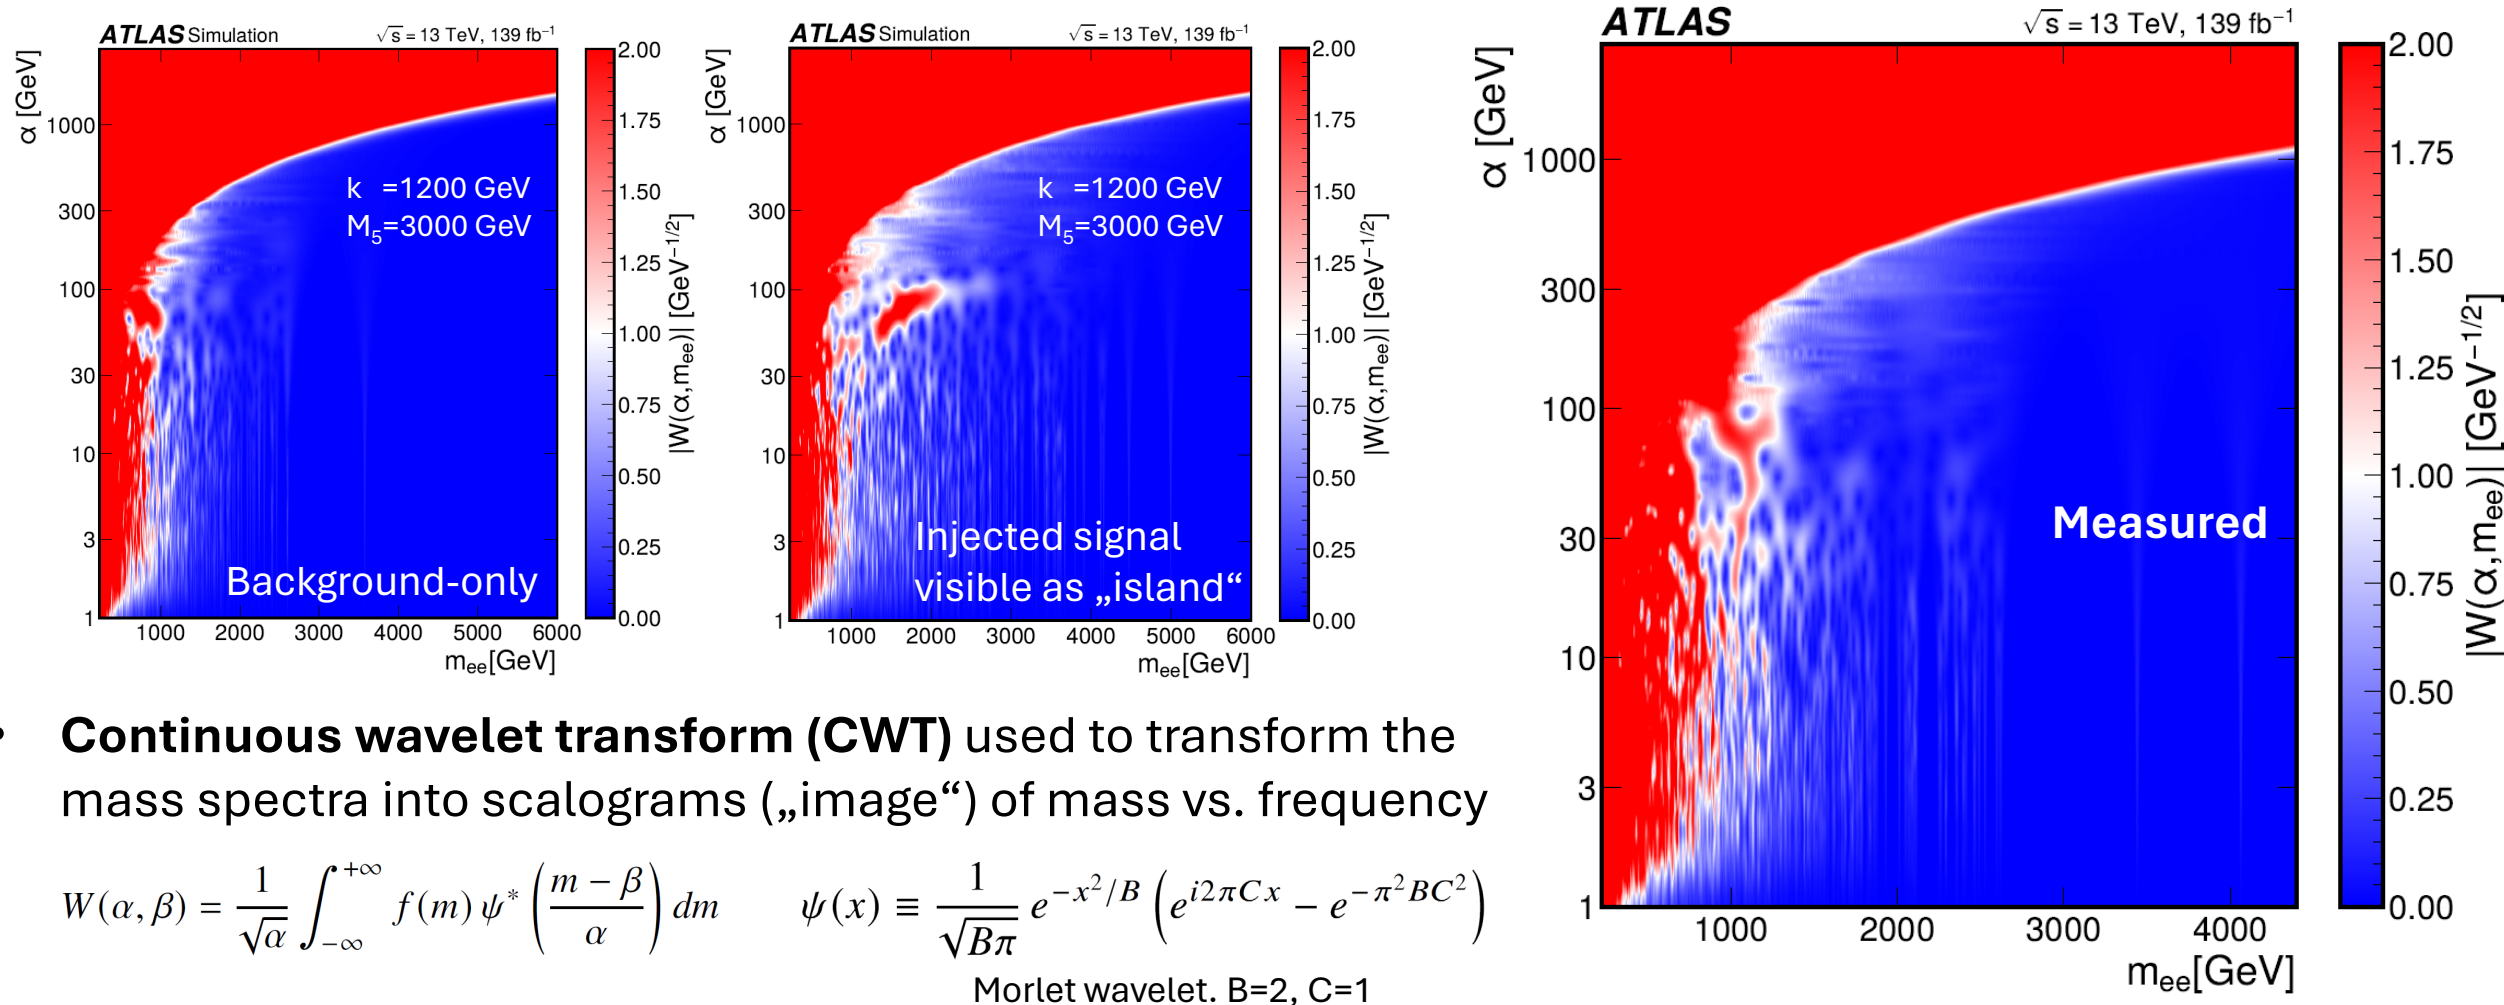 ATLAS Simulation
√s = 13 TeV, 139 fb⁻¹
α [GeV]
1000
300
100
30
10
3
1
k =1200 GeV
M₅=3000 GeV
Background-only
1000 2000 3000 4000 5000 6000
mₑₑ[GeV]
2.00
1.75
1.50
1.25
1.00
0.75
0.50
0.25
0.00
|W(α,mₑₑ)| [GeV⁻¹/²]
ATLAS Simulation
√s = 13 TeV, 139 fb⁻¹
α [GeV]
1000
300
100
30
10
3
1
k =1200 GeV
M₅=3000 GeV
Injected signal
visible as „island“
1000 2000 3000 4000 5000 6000
mₑₑ[GeV]
2.00
1.75
1.50
1.25
1.00
0.75
0.50
0.25
0.00
|W(α,mₑₑ)| [GeV⁻¹/²]
ATLAS
√s = 13 TeV, 139 fb⁻¹
α [GeV]
1000
300
100
30
10
3
1
Measured
1000 2000 3000 4000
mₑₑ[GeV]
2.00
1.75
1.50
1.25
1.00
0.75
0.50
0.25
0.00
|W(α,mₑₑ)| [GeV⁻¹/²]
• Continuous wavelet transform (CWT) used to transform the
mass spectra into scalograms („image“) of mass vs. frequency
W(α, β) = 1/√α ∫_{−∞}^{+∞} f(m) ψ* ((m − β)/α) dm
ψ(x) ≡ 1/√(Bπ) e^{−x²/B} (e^{i2πCx} − e^{−π²BC²})
Morlet wavelet. B=2, C=1